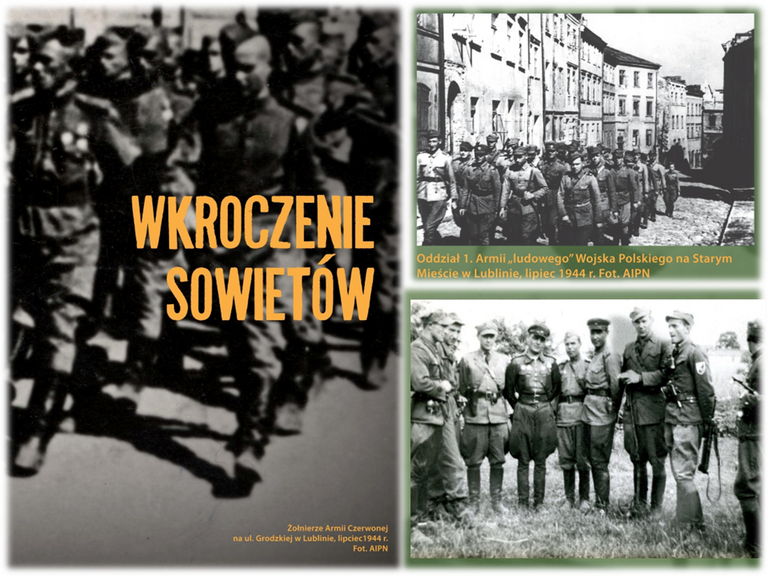 WKROCZENIE
SOWIETÓW
Żołnierze Armii Czerwonej
na ul. Grodzkiej w Lublinie, lipciec1944 r.
Fot. AIPN
Oddział 1. Armii „ludowego” Wojska Polskiego na Starym
Mieście w Lublinie, lipiec 1944 r. Fot. AIPN